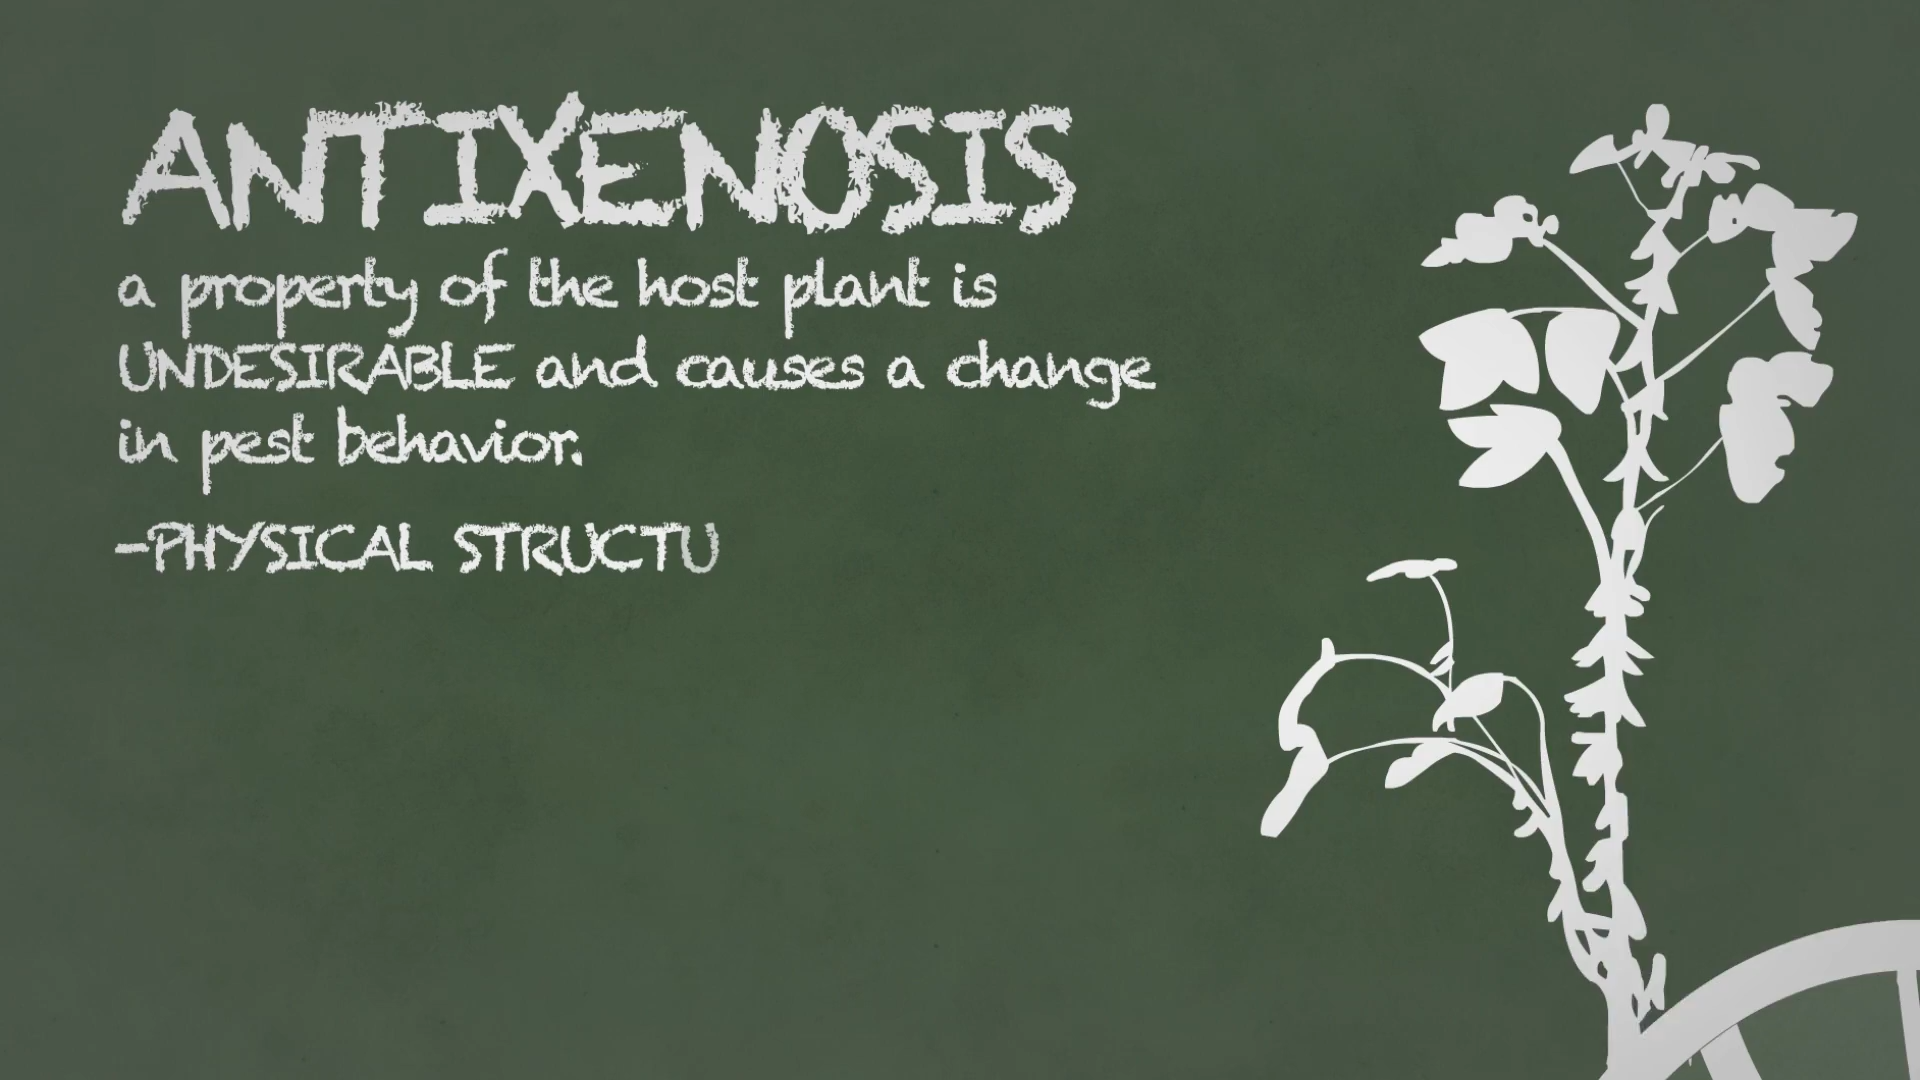 ANTIXENOSIS
a property of the host plant is
UNDESIRABLE and causes a change
in pest behavior.
-PHYSICAL STRUCTU